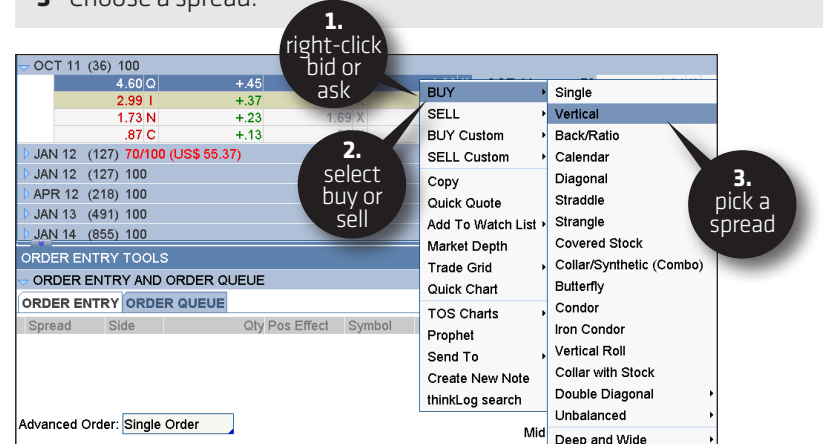 3 Choose a spread.
1.
right-click
bid or
ask
OCT 11 (36) 100
4.60 Q +.45
2.99 I +.37
1.73 N +.23 1.69 X
.87 C +.13
JAN 12 (127) 70/100 (US$ 55.37)
JAN 12 (127) 100
APR 12 (218) 100
JAN 13 (491) 100
JAN 14 (855) 100
2.
select
buy or
sell
BUY
SELL
BUY Custom
SELL Custom
Copy
Quick Quote
Add To Watch List
Market Depth
Trade Grid
Quick Chart
TOS Charts
Prophet
Send To
Create New Note
thinkLog search
Single
Vertical
Back/Ratio
Calendar
Diagonal
Straddle
Strangle
Covered Stock
Collar/Synthetic (Combo)
Butterfly
Condor
Iron Condor
Vertical Roll
Collar with Stock
Double Diagonal
Unbalanced
Deep and Wide
3.
pick a
spread
ORDER ENTRY TOOLS
ORDER ENTRY AND ORDER QUEUE
ORDER ENTRY ORDER QUEUE
Spread Side Qty Pos Effect Symbol
Advanced Order: Single Order
Mid